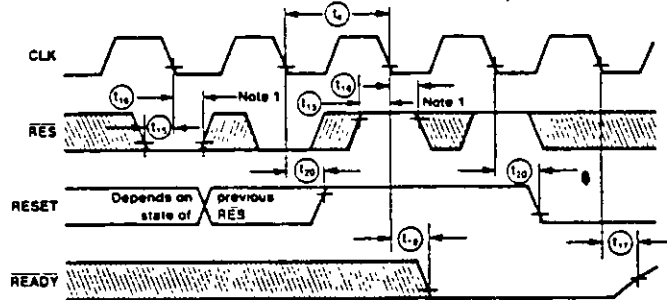 t4
CLK
t16
Note 1
t14
t13
Note 1
t15
RES
t20
t20
RESET
Depends on previous
state of RES
t18
t17
READY